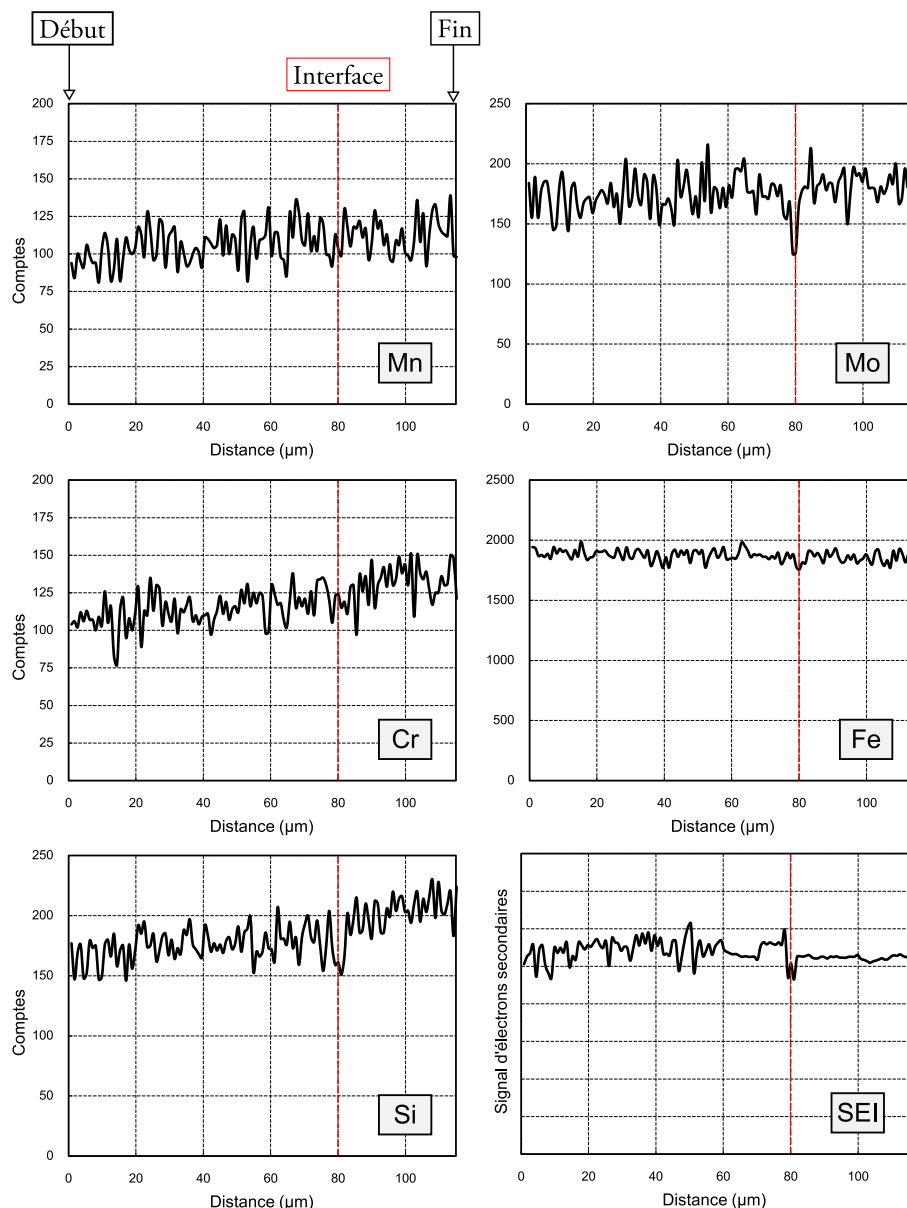 Début
Fin
Interface
200
175
150
125
100
75
50
25
0
Comptes
Mn
0 20 40 60 80 100
Distance (µm)
250
200
150
100
50
0
Mo
0 20 40 60 80 100
Distance (µm)
200
175
150
125
100
75
50
25
0
Comptes
Cr
0 20 40 60 80 100
Distance (µm)
2500
2000
1500
1000
500
0
Fe
0 20 40 60 80 100
Distance (µm)
250
200
150
100
50
0
Comptes
Si
0 20 40 60 80 100
Distance (µm)
Signal d'électrons secondaires
SEI
0 20 40 60 80 100
Distance (µm)